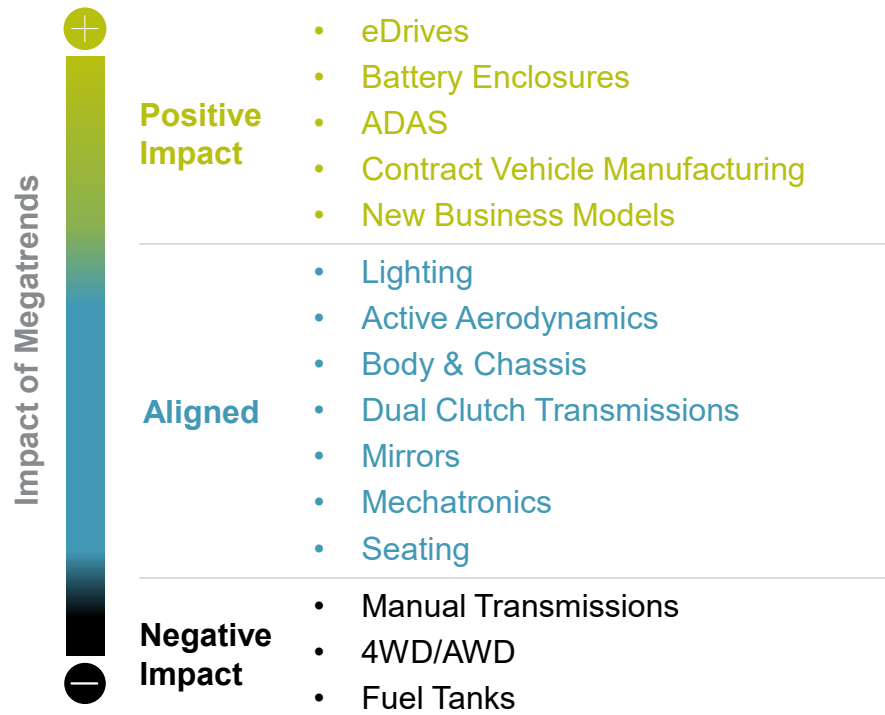 Impact of Megatrends
Positive
Impact
• eDrives
• Battery Enclosures
• ADAS
• Contract Vehicle Manufacturing
• New Business Models
Aligned
• Lighting
• Active Aerodynamics
• Body & Chassis
• Dual Clutch Transmissions
• Mirrors
• Mechatronics
• Seating
Negative
Impact
• Manual Transmissions
• 4WD/AWD
• Fuel Tanks